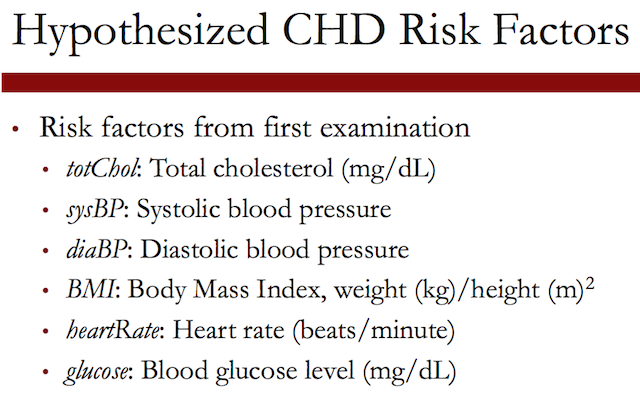 Hypothesized CHD Risk Factors
• Risk factors from first examination
• totChol: Total cholesterol (mg/dL)
• sysBP: Systolic blood pressure
• diaBP: Diastolic blood pressure
• BMI: Body Mass Index, weight (kg)/height (m)²
• heartRate: Heart rate (beats/minute)
• glucose: Blood glucose level (mg/dL)